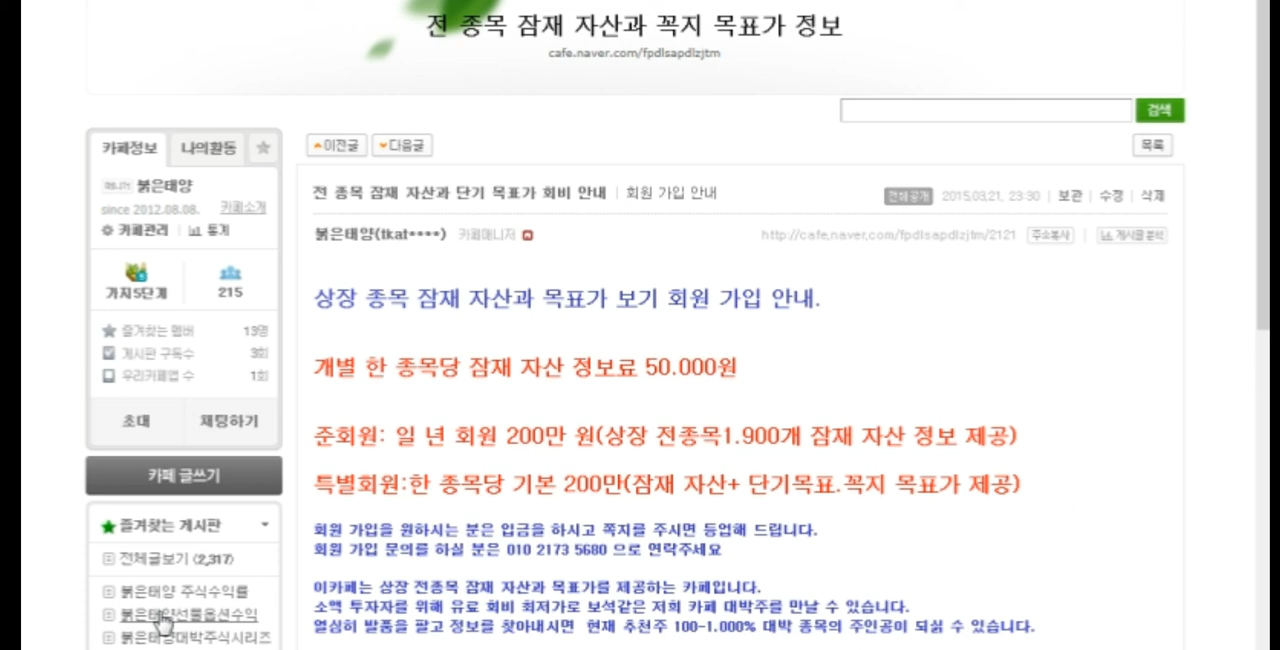 전 종목 잠재 자산과 꼭지 목표가 정보
cafe.naver.com/fpdlsapdlzjtm
검색
카페정보 나의활동
이전글 다음글 목록
매니저 붉은태양
since 2012.08.08. 카페소개
카페관리 통계
가지5단계 215
즐겨찾는 멤버 13명
게시판 구독수 3회
우리카페앱 수 1회
초대 채팅하기
카페 글쓰기
즐겨찾는 게시판
전체글보기 (2,317)
붉은태양 주식수익률
붉은태양선물옵션수익
붉은태양대박주식시리즈
전 종목 잠재 자산과 단기 목표가 회비 안내 | 회원 가입 안내 전체공개 2015.03.21. 23:30 | 보관 | 수정 | 삭제
붉은태양(tkat****) 카페매니저 http://cafe.naver.com/fpdlsapdlzjtm/2121 주소복사 | 게시글 분석
상장 종목 잠재 자산과 목표가 보기 회원 가입 안내.
개별 한 종목당 잠재 자산 정보료 50.000원
준회원: 일 년 회원 200만 원(상장 전종목1.900개 잠재 자산 정보 제공)
특별회원:한 종목당 기본 200만(잠재 자산+ 단기목표.꼭지 목표가 제공)
회원 가입을 원하시는 분은 입금을 하시고 쪽지를 주시면 등업해 드립니다.
회원 가입 문의를 하실 분은 010 2173 5680 으로 연락주세요
이카페는 상장 전종목 잠재 자산과 목표가를 제공하는 카페입니다.
소액 투자자를 위해 유료 회비 최저가로 보석같은 저희 카페 대박주를 만날 수 있습니다.
열심히 발품을 팔고 정보를 찾아내시면 현재 추천주 100-1.000% 대박 종목의 주인공이 되싫 수 있습니다.